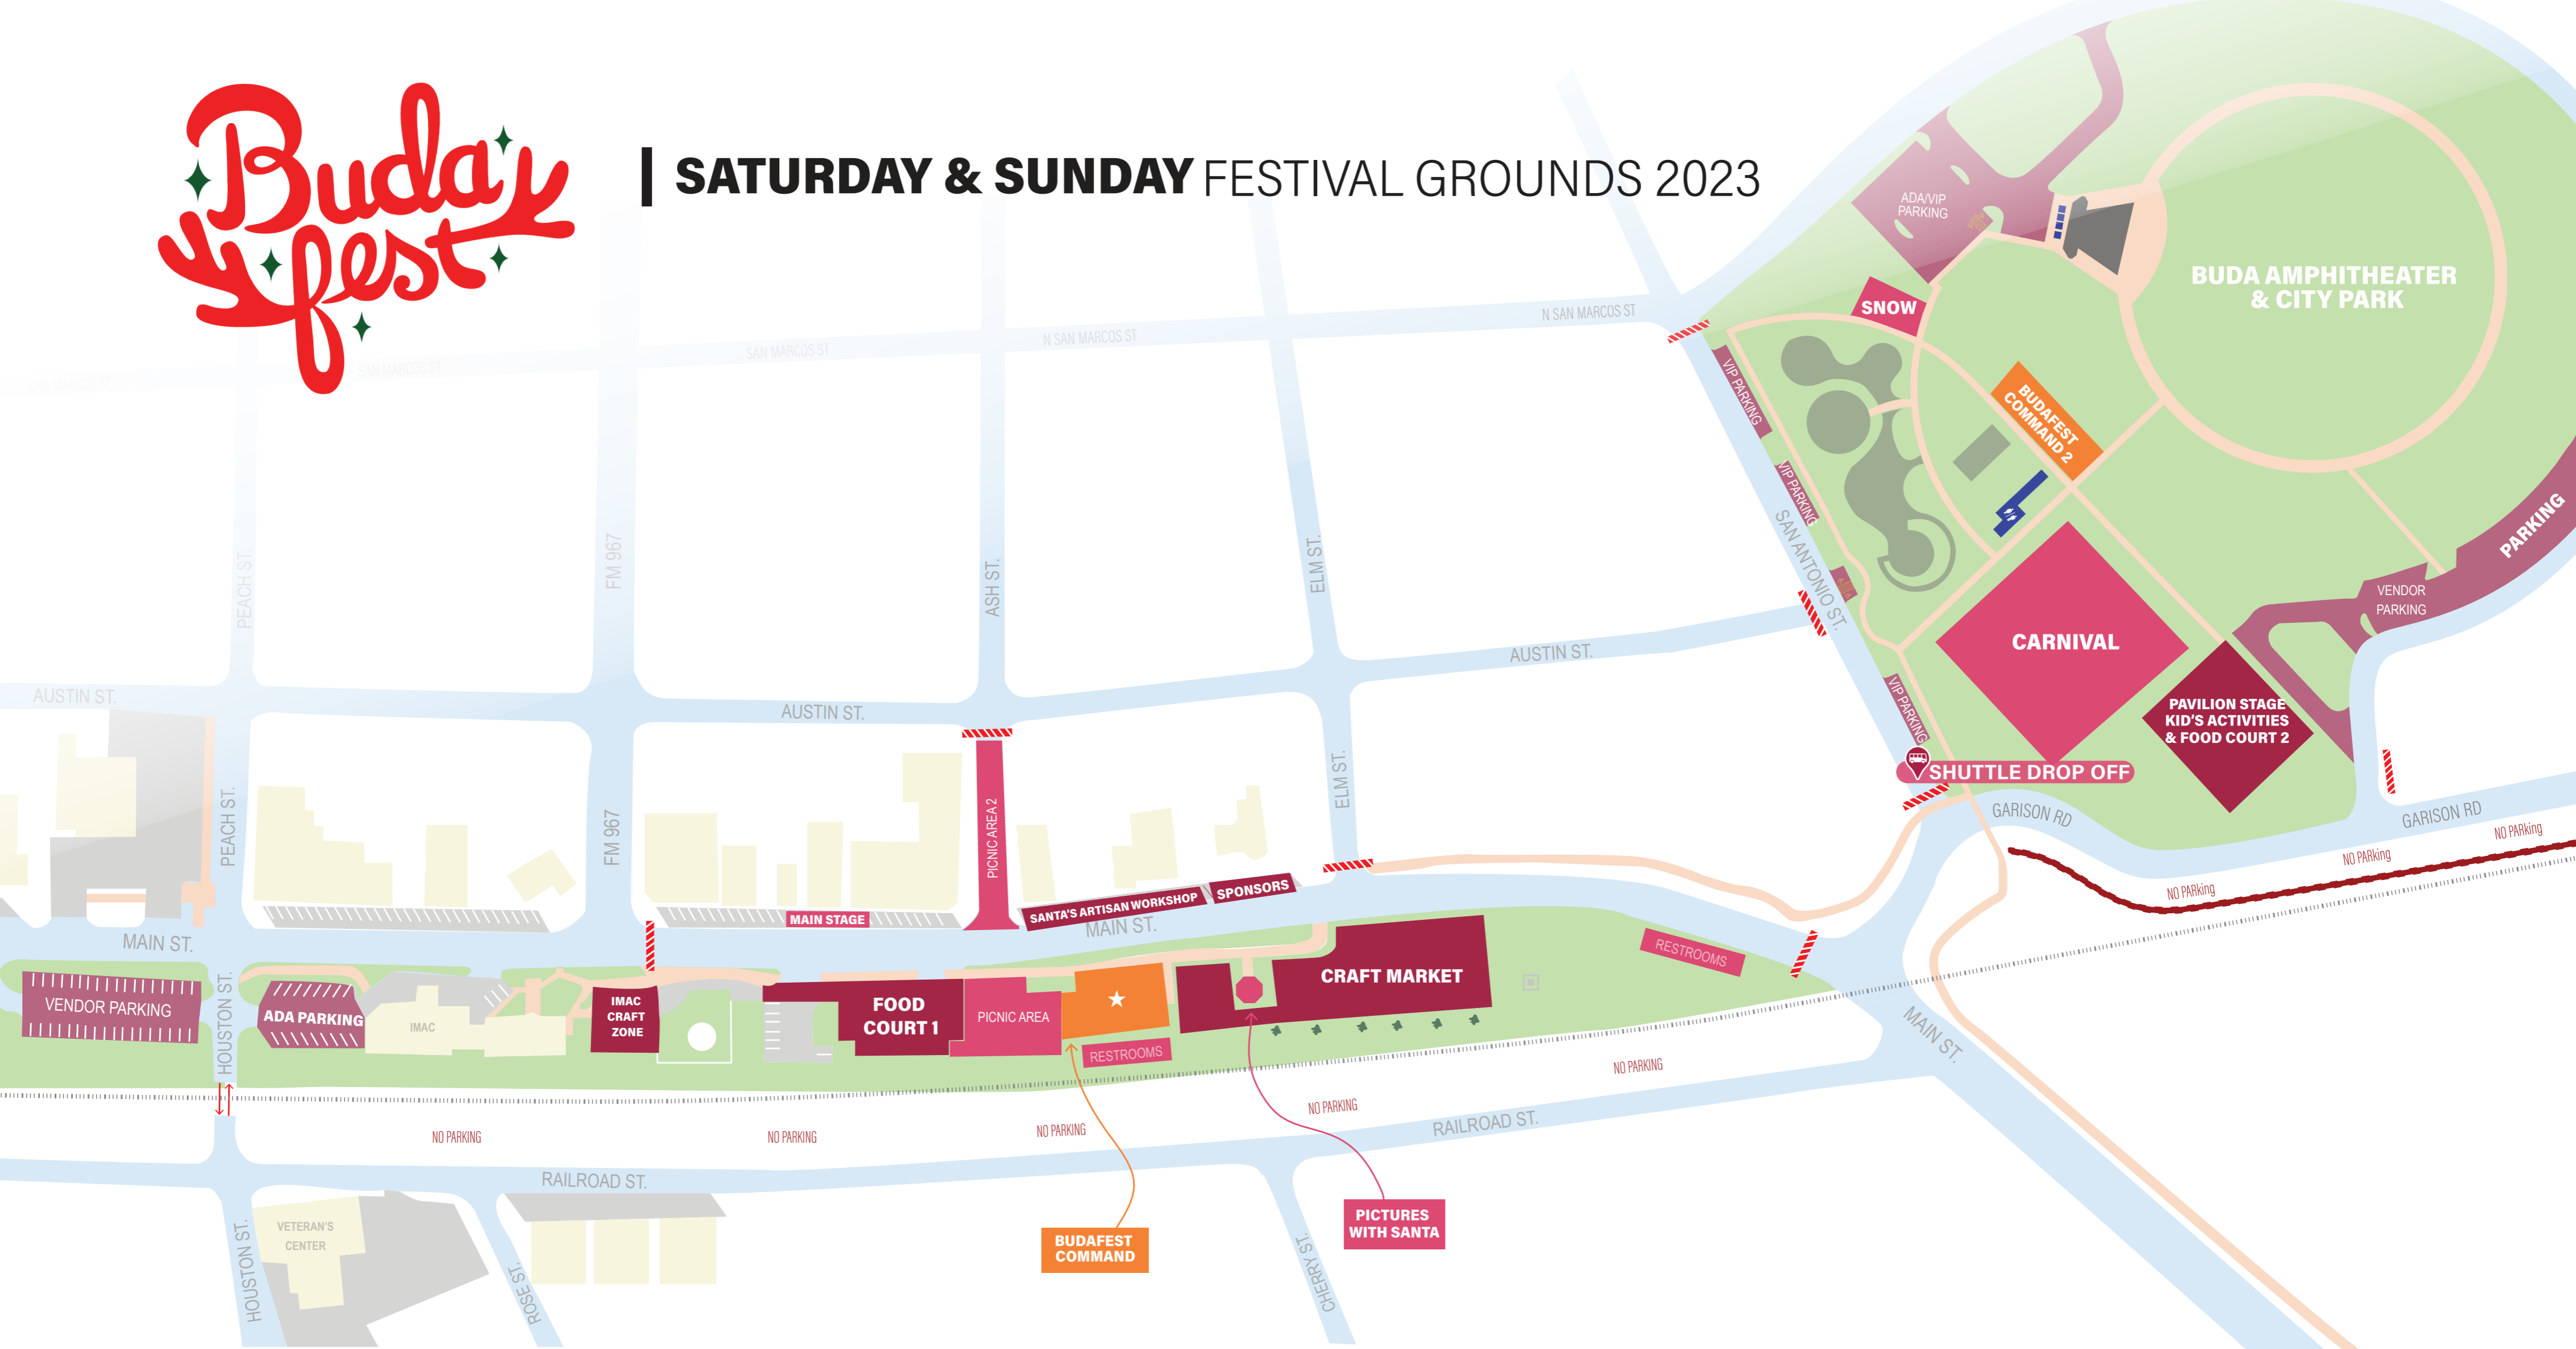 Buda
fest
SATURDAY & SUNDAY FESTIVAL GROUNDS 2023
ADA/VIP
PARKING
SNOW
BUDA AMPHITHEATER
& CITY PARK
N SAN MARCOS ST
N SAN MARCOS ST
SAN MARCOS ST
SAN MARCOS ST
VIP PARKING
BUDAFEST
COMMAND 2
VIP PARKING
SAN ANTONIO ST.
PARKING
PEACH ST.
FM 967
ASH ST.
ELM ST.
VENDOR
PARKING
CARNIVAL
AUSTIN ST.
AUSTIN ST.
AUSTIN ST.
VIP PARKING
PAVILION STAGE
KID'S ACTIVITIES
& FOOD COURT 2
SHUTTLE DROP OFF
PEACH ST.
FM 967
PICNIC AREA 2
ELM ST.
GARISON RD
GARISON RD
NO PARking
NO PARking
NO PARking
MAIN STAGE
SANTA'S ARTISAN WORKSHOP
SPONSORS
MAIN ST.
MAIN ST.
RESTROOMS
VENDOR PARKING
HOUSTON ST.
ADA PARKING
IMAC
IMAC
CRAFT
ZONE
FOOD
COURT 1
PICNIC AREA
CRAFT MARKET
RESTROOMS
MAIN ST.
NO PARKING
NO PARKING
NO PARKING
NO PARKING
NO PARKING
RAILROAD ST.
RAILROAD ST.
VETERAN'S
CENTER
HOUSTON ST.
ROSE ST.
BUDAFEST
COMMAND
PICTURES
WITH SANTA
CHERRY ST.